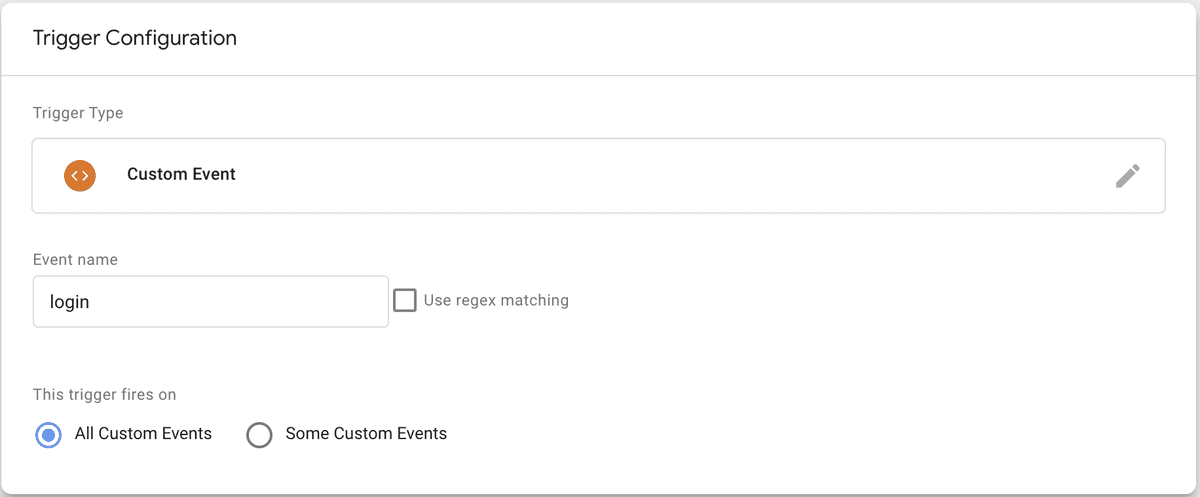 Trigger Configuration
Trigger Type
Custom Event
Event name
login
Use regex matching
This trigger fires on
All Custom Events
Some Custom Events